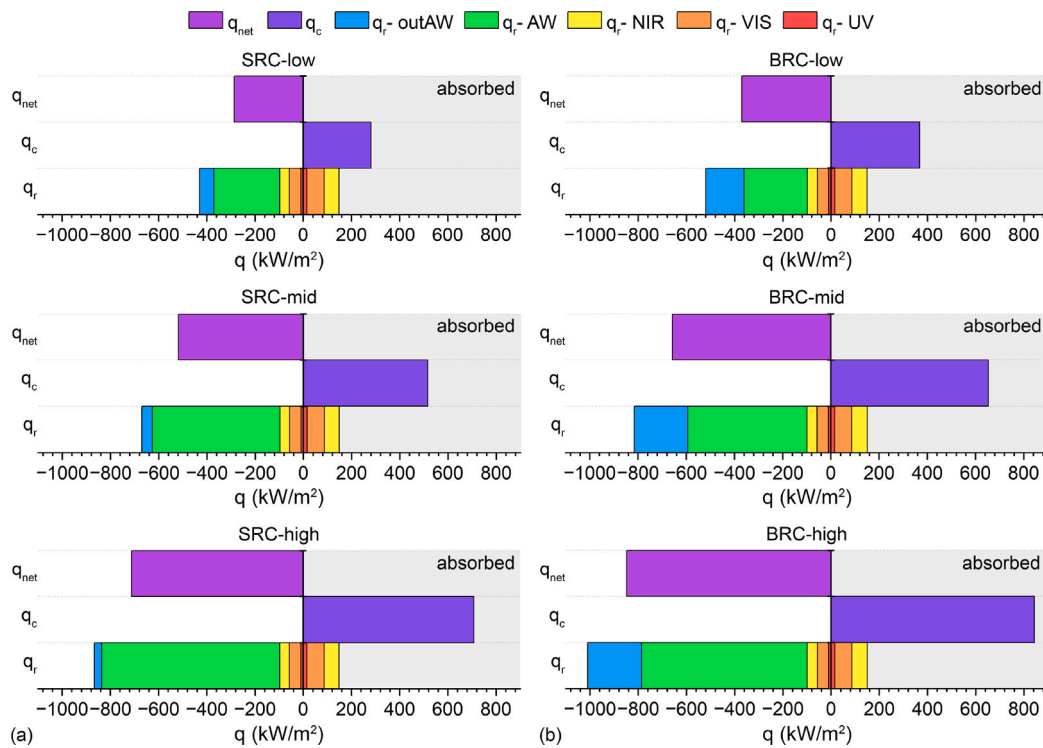 q_net q_c q_r- outAW q_r- AW q_r- NIR q_r- VIS q_r- UV
SRC-low
absorbed
q_net
q_c
q_r
−1000 −800 −600 −400 −200 0 200 400 600 800
q (kW/m²)
BRC-low
absorbed
q_net
q_c
q_r
−1000 −800 −600 −400 −200 0 200 400 600 800
q (kW/m²)
SRC-mid
absorbed
q_net
q_c
q_r
−1000 −800 −600 −400 −200 0 200 400 600 800
q (kW/m²)
BRC-mid
absorbed
q_net
q_c
q_r
−1000 −800 −600 −400 −200 0 200 400 600 800
q (kW/m²)
SRC-high
absorbed
q_net
q_c
q_r
−1000 −800 −600 −400 −200 0 200 400 600 800
q (kW/m²)
(a)
BRC-high
absorbed
q_net
q_c
q_r
−1000 −800 −600 −400 −200 0 200 400 600 800
q (kW/m²)
(b)